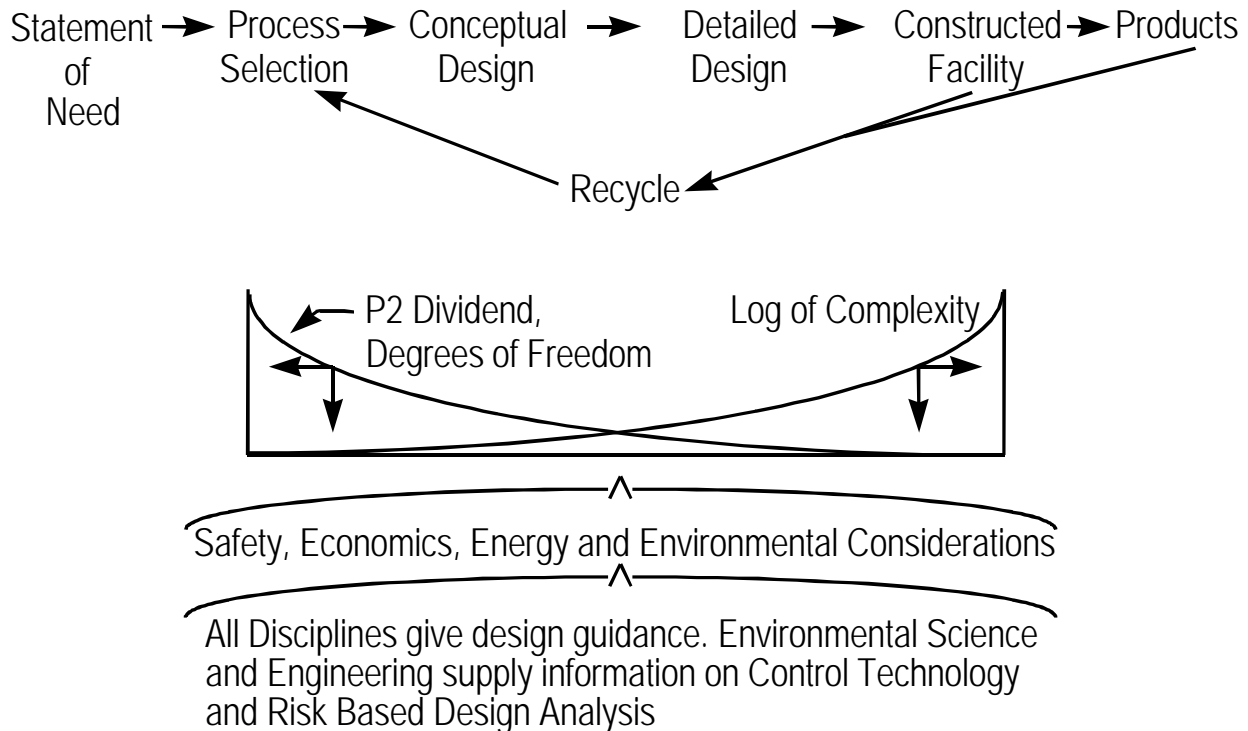 Statement of Need
Process Selection
Conceptual Design
Detailed Design
Constructed Facility
Products
Recycle
P2 Dividend,
Degrees of Freedom
Log of Complexity
Safety, Economics, Energy and Environmental Considerations
All Disciplines give design guidance. Environmental Science
and Engineering supply information on Control Technology
and Risk Based Design Analysis